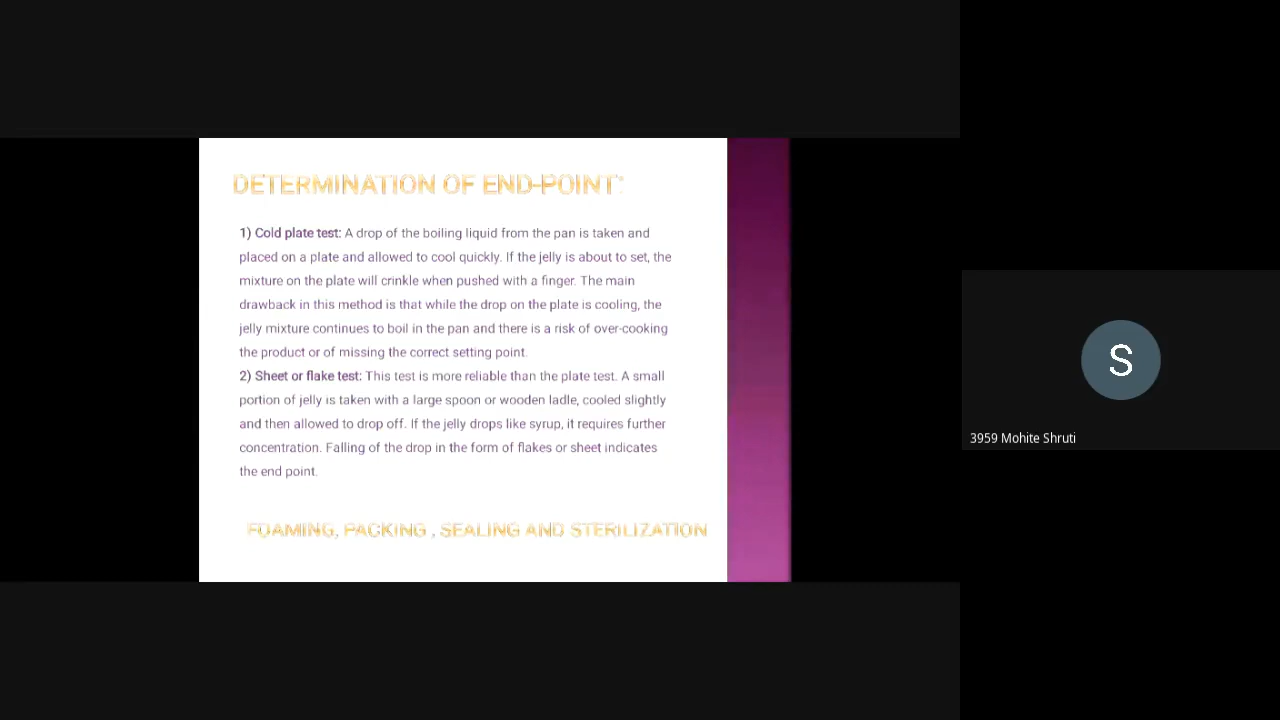 DETERMINATION OF END-POINT:
1) Cold plate test: A drop of the boiling liquid from the pan is taken and
placed on a plate and allowed to cool quickly. If the jelly is about to set, the
mixture on the plate will crinkle when pushed with a finger. The main
drawback in this method is that while the drop on the plate is cooling, the
jelly mixture continues to boil in the pan and there is a risk of over-cooking
the product or of missing the correct setting point.
2) Sheet or flake test: This test is more reliable than the plate test. A small
portion of jelly is taken with a large spoon or wooden ladle, cooled slightly
and then allowed to drop off. If the jelly drops like syrup, it requires further
concentration. Falling of the drop in the form of flakes or sheet indicates
the end point.
FOAMING, PACKING , SEALING AND STERILIZATION
S
3959 Mohite Shruti